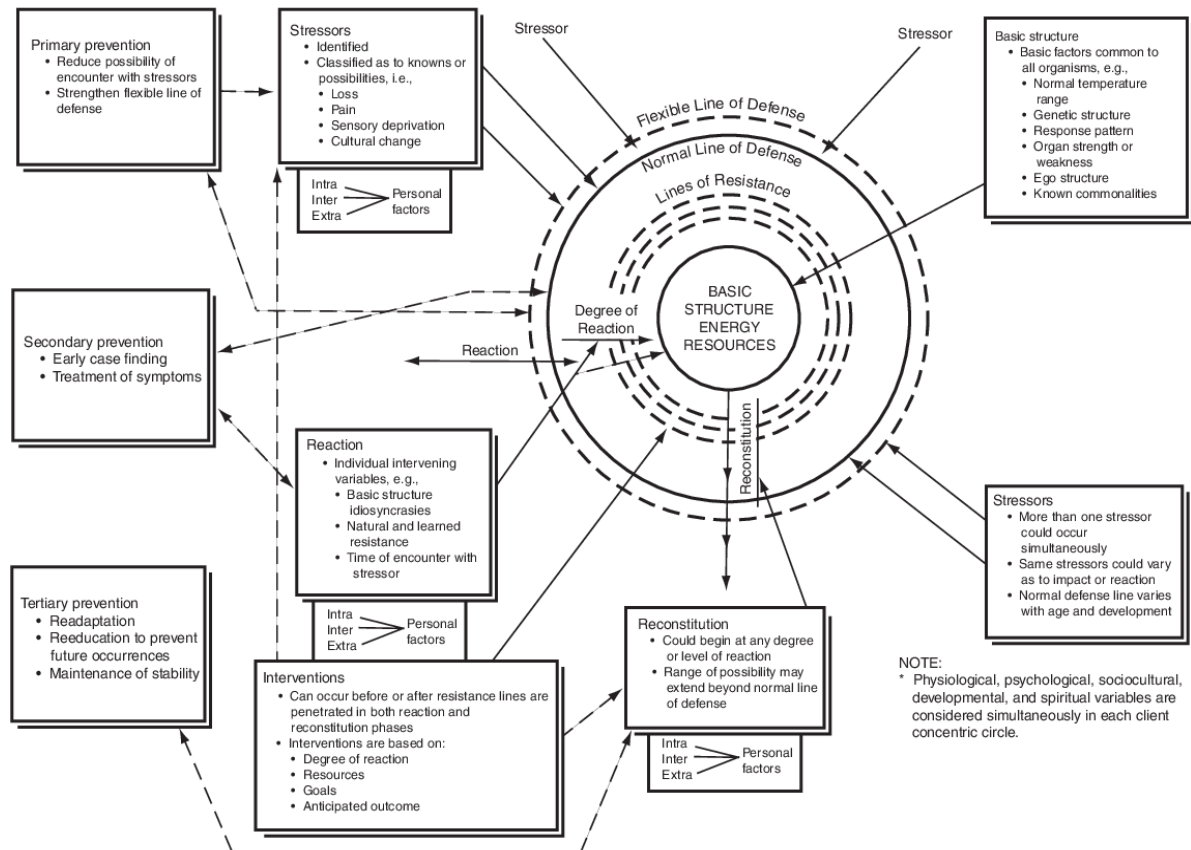 Primary prevention
• Reduce possibility of
encounter with stressors
• Strengthen flexible line of
defense
Stressors
• Identified
• Classified as to knowns or
possibilities, i.e.,
• Loss
• Pain
• Sensory deprivation
• Cultural change
Intra
Inter
Extra
Personal
factors
Stressor
Stressor
Basic structure
• Basic factors common to
all organisms, e.g.,
• Normal temperature
range
• Genetic structure
• Response pattern
• Organ strength or
weakness
• Ego structure
• Known commonalities
Flexible Line of Defense
Normal Line of Defense
Lines of Resistance
BASIC
STRUCTURE
ENERGY
RESOURCES
Degree of
Reaction
Reaction
Reconstitution
Secondary prevention
• Early case finding
• Treatment of symptoms
Reaction
• Individual intervening
variables, e.g.,
• Basic structure
idiosyncrasies
• Natural and learned
resistance
• Time of encounter with
stressor
Intra
Inter
Extra
Personal
factors
Stressors
• More than one stressor
could occur
simultaneously
• Same stressors could vary
as to impact or reaction
• Normal defense line varies
with age and development
Tertiary prevention
• Readaptation
• Reeducation to prevent
future occurrences
• Maintenance of stability
Interventions
• Can occur before or after resistance lines are
penetrated in both reaction and
reconstitution phases
• Interventions are based on:
• Degree of reaction
• Resources
• Goals
• Anticipated outcome
Reconstitution
• Could begin at any degree
or level of reaction
• Range of possibility may
extend beyond normal line
of defense
Intra
Inter
Extra
Personal
factors
NOTE:
* Physiological, psychological, sociocultural,
developmental, and spiritual variables are
considered simultaneously in each client
concentric circle.